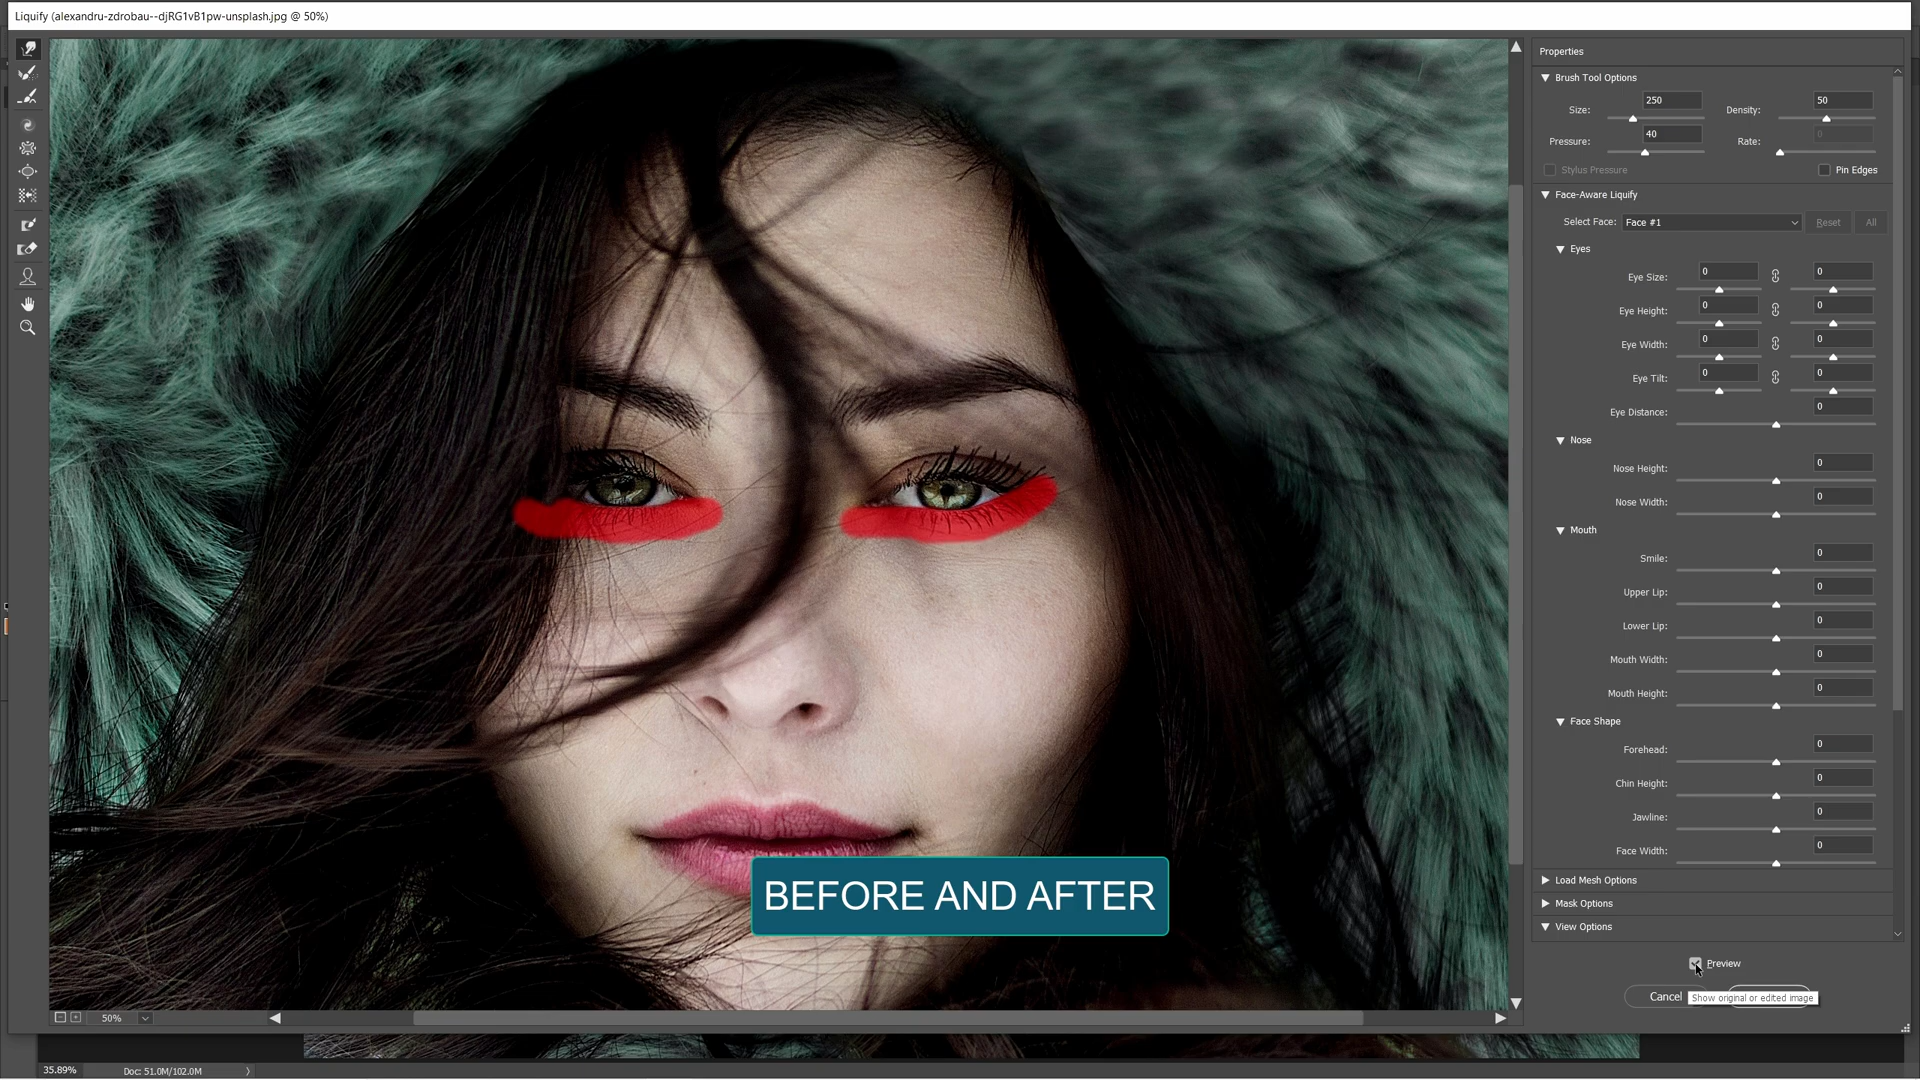 Liquify (alexandru-zdrobau--djRG1vB1pw-unsplash.jpg @ 50%)
Properties
Brush Tool Options
Size: 250 Density: 50
Pressure: 40 Rate: 0
Stylus Pressure Pin Edges
Face-Aware Liquify
Select Face: Face #1 Reset All
Eyes
Eye Size: 0 0
Eye Height: 0 0
Eye Width: 0 0
Eye Tilt: 0 0
Eye Distance: 0
Nose
Nose Height: 0
Nose Width: 0
Mouth
Smile: 0
Upper Lip: 0
Lower Lip: 0
Mouth Width: 0
Mouth Height: 0
Face Shape
Forehead: 0
Chin Height: 0
Jawline: 0
Face Width: 0
Load Mesh Options
Mask Options
View Options
BEFORE AND AFTER
Preview
Cancel
Show original or edited image
50%
35.89% Doc: 51.0M/102.0M